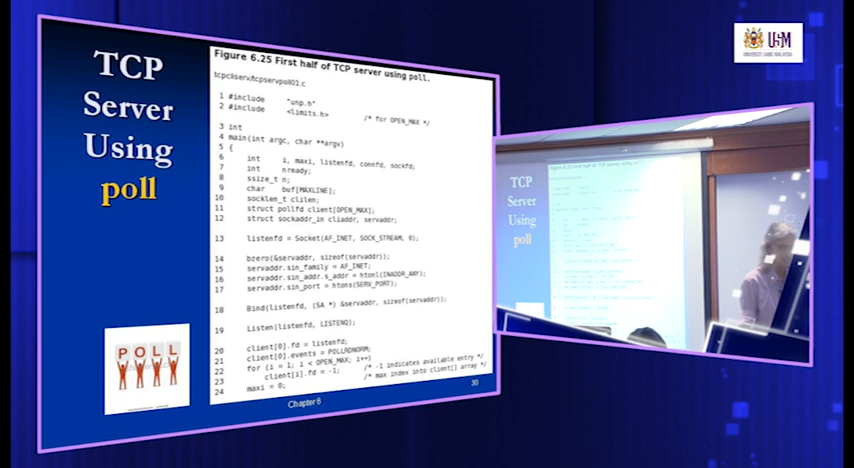 TCP
Server
Using
poll
Figure 6.25 First half of TCP server using poll.
tcpcliserv/tcpservpoll01.c
1 #include "unp.h"
2 #include <limits.h> /* for OPEN_MAX */
3 int
4 main(int argc, char **argv)
5 {
6 int i, maxi, listenfd, connfd, sockfd;
7 int nready;
8 ssize_t n;
9 char buf[MAXLINE];
10 socklen_t clilen;
11 struct pollfd client[OPEN_MAX];
12 struct sockaddr_in cliaddr, servaddr;
13 listenfd = Socket(AF_INET, SOCK_STREAM, 0);
14 bzero(&servaddr, sizeof(servaddr));
15 servaddr.sin_family = AF_INET;
16 servaddr.sin_addr.s_addr = htonl(INADDR_ANY);
17 servaddr.sin_port = htons(SERV_PORT);
18 Bind(listenfd, (SA *) &servaddr, sizeof(servaddr));
19 Listen(listenfd, LISTENQ);
20 client[0].fd = listenfd;
21 client[0].events = POLLRDNORM;
22 for (i = 1; i < OPEN_MAX; i++)
23 client[i].fd = -1; /* -1 indicates available entry */
24 maxi = 0; /* max index into client[] array */
POLL
Chapter 6
30
USM
UNIVERSITI SAINS MALAYSIA
TCP
Server
Using
poll